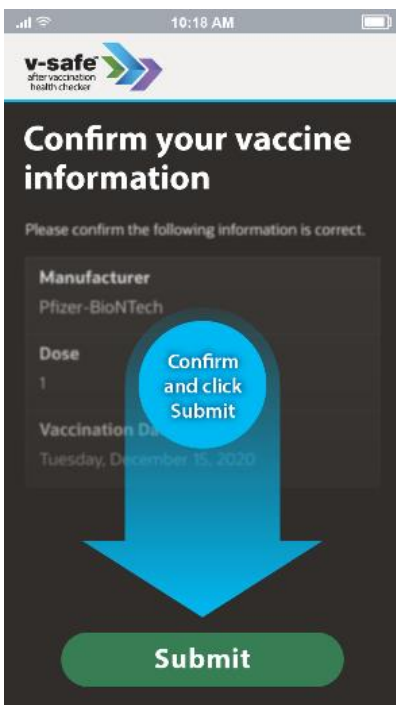 10:18 AM
v-safe
after vaccination
health checker
Confirm your vaccine
information
Please confirm the following information is correct.
Manufacturer
Pfizer-BioNTech
Dose
1
Confirm
and click
Submit
Vaccination Da
Tuesday, December 15, 2020
Submit